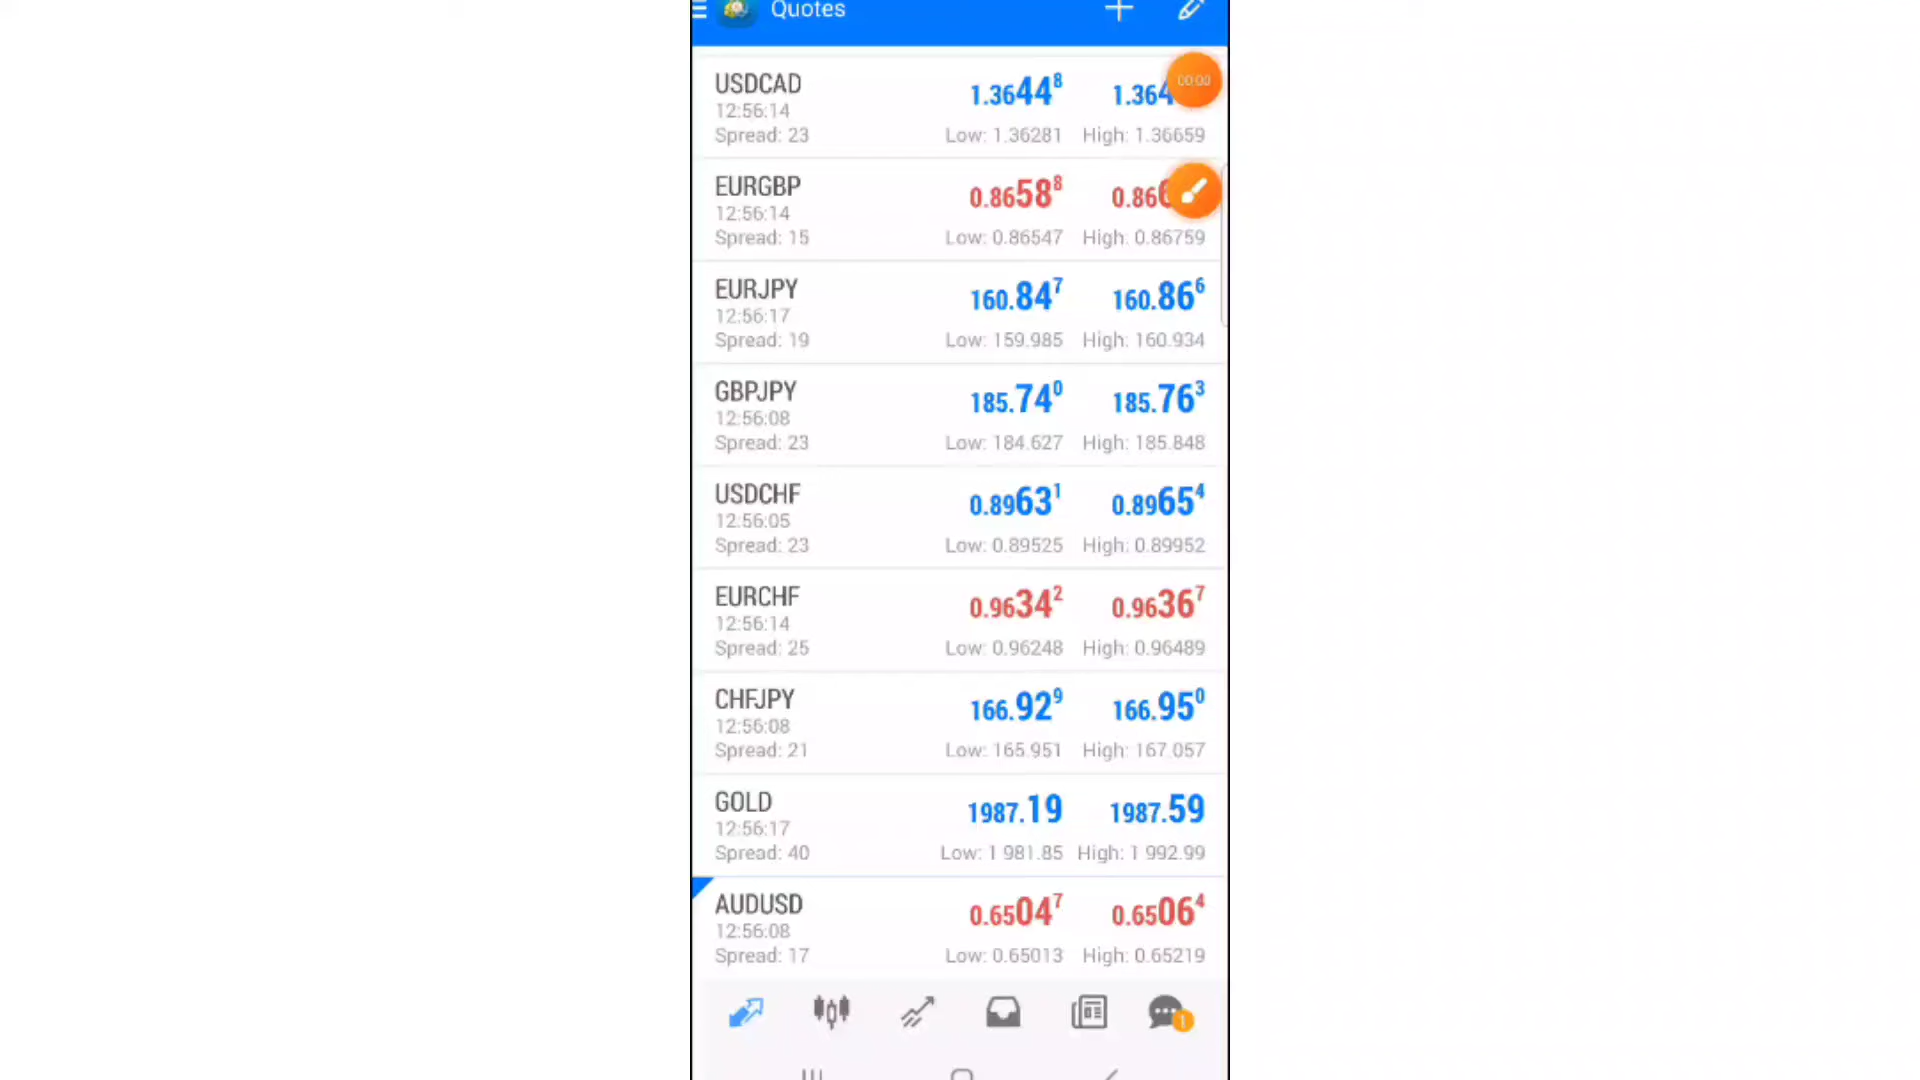 Quotes
USDCAD 1.36448 1.364
00:00
12:56:14
Spread: 23 Low: 1.36281 High: 1.36659
EURGBP 0.86588 0.866
12:56:14
Spread: 15 Low: 0.86547 High: 0.86759
EURJPY 160.847 160.866
12:56:17
Spread: 19 Low: 159.985 High: 160.934
GBPJPY 185.740 185.763
12:56:08
Spread: 23 Low: 184.627 High: 185.848
USDCHF 0.89631 0.89654
12:56:05
Spread: 23 Low: 0.89525 High: 0.89952
EURCHF 0.96342 0.96367
12:56:14
Spread: 25 Low: 0.96248 High: 0.96489
CHFJPY 166.929 166.950
12:56:08
Spread: 21 Low: 165.951 High: 167.057
GOLD 1987.19 1987.59
12:56:17
Spread: 40 Low: 1 981.85 High: 1 992.99
AUDUSD 0.65047 0.65064
12:56:08
Spread: 17 Low: 0.65013 High: 0.65219
1